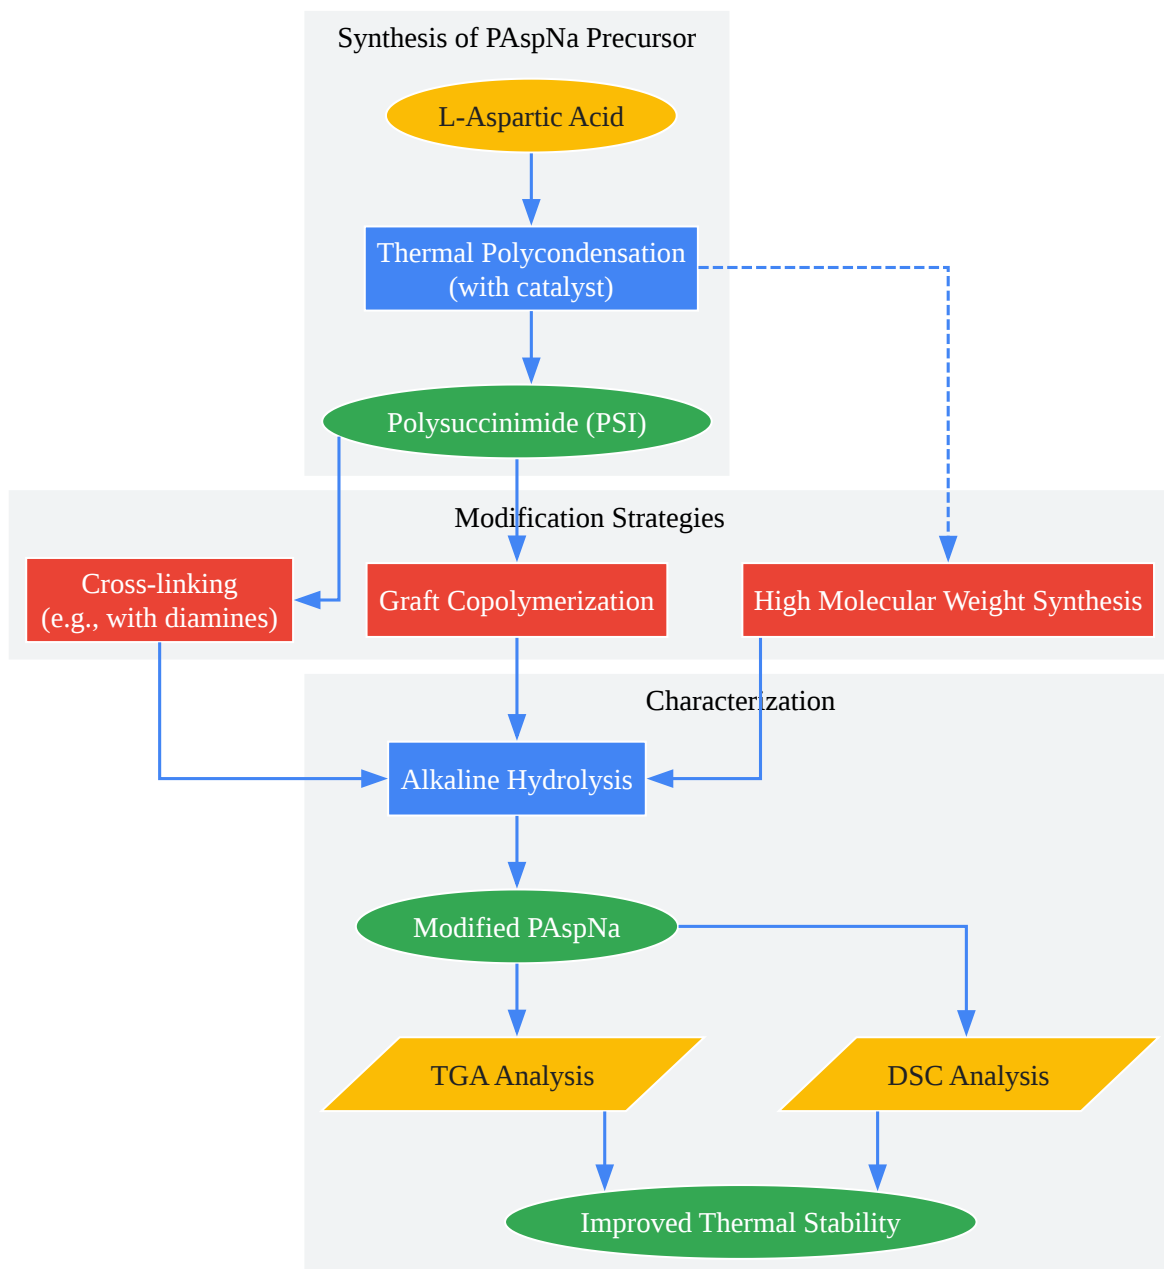 Synthesis of PAspNa Precursor
L-Aspartic Acid
Thermal Polycondensation
(with catalyst)
Polysuccinimide (PSI)
Modification Strategies
Cross-linking
(e.g., with diamines)
Graft Copolymerization
High Molecular Weight Synthesis
Characterization
Alkaline Hydrolysis
Modified PAspNa
TGA Analysis
DSC Analysis
Improved Thermal Stability